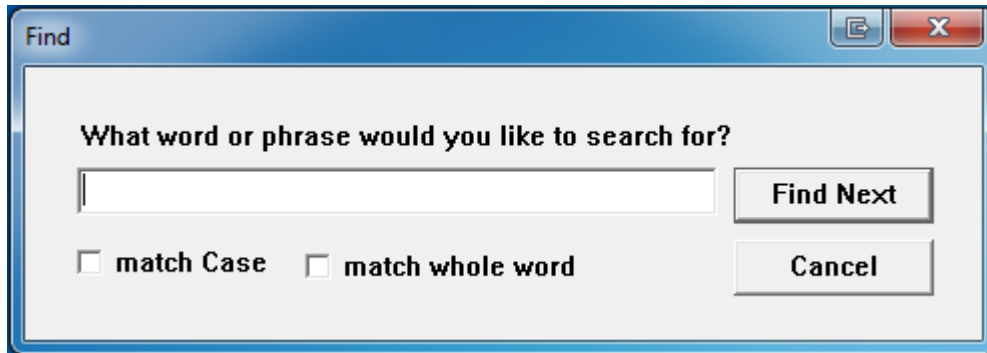 Find
What word or phrase would you like to search for?
Find Next
match Case match whole word
Cancel